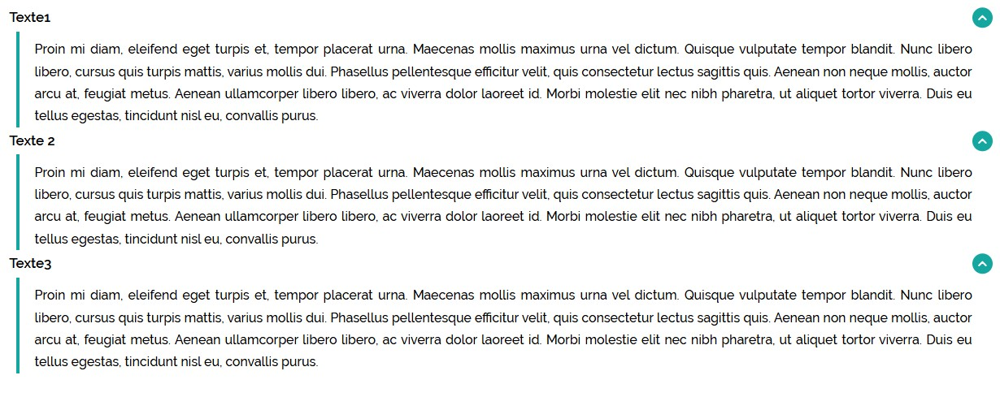 Texte1
Proin mi diam, eleifend eget turpis et, tempor placerat urna. Maecenas mollis maximus urna vel dictum. Quisque vulputate tempor blandit. Nunc libero
libero, cursus quis turpis mattis, varius mollis dui. Phasellus pellentesque efficitur velit, quis consectetur lectus sagittis quis. Aenean non neque mollis, auctor
arcu at, feugiat metus. Aenean ullamcorper libero libero, ac viverra dolor laoreet id. Morbi molestie elit nec nibh pharetra, ut aliquet tortor viverra. Duis eu
tellus egestas, tincidunt nisl eu, convallis purus.
Texte 2
Proin mi diam, eleifend eget turpis et, tempor placerat urna. Maecenas mollis maximus urna vel dictum. Quisque vulputate tempor blandit. Nunc libero
libero, cursus quis turpis mattis, varius mollis dui. Phasellus pellentesque efficitur velit, quis consectetur lectus sagittis quis. Aenean non neque mollis, auctor
arcu at, feugiat metus. Aenean ullamcorper libero libero, ac viverra dolor laoreet id. Morbi molestie elit nec nibh pharetra, ut aliquet tortor viverra. Duis eu
tellus egestas, tincidunt nisl eu, convallis purus.
Texte3
Proin mi diam, eleifend eget turpis et, tempor placerat urna. Maecenas mollis maximus urna vel dictum. Quisque vulputate tempor blandit. Nunc libero
libero, cursus quis turpis mattis, varius mollis dui. Phasellus pellentesque efficitur velit, quis consectetur lectus sagittis quis. Aenean non neque mollis, auctor
arcu at, feugiat metus. Aenean ullamcorper libero libero, ac viverra dolor laoreet id. Morbi molestie elit nec nibh pharetra, ut aliquet tortor viverra. Duis eu
tellus egestas, tincidunt nisl eu, convallis purus.